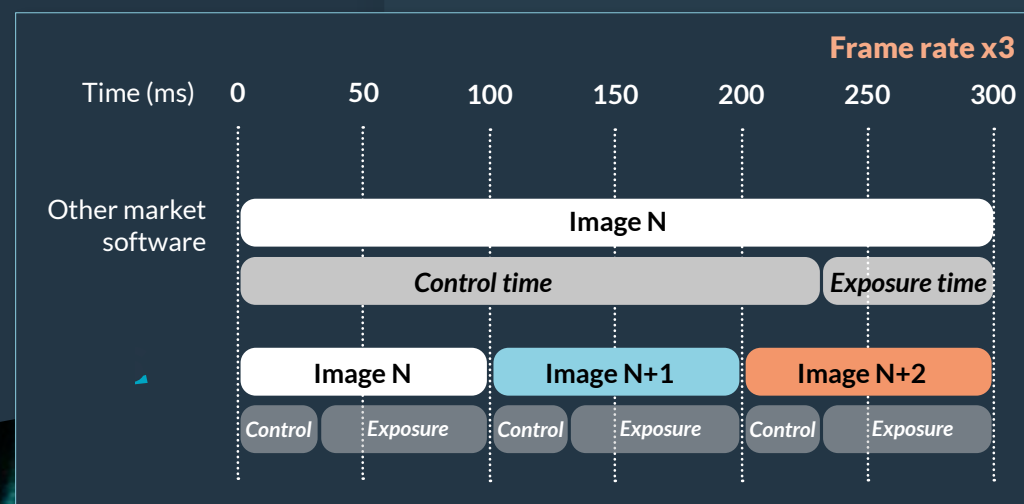 Frame rate x3
Time (ms) 0 50 100 150 200 250 300
Other market
software
Image N
Control time Exposure time
Image N Image N+1 Image N+2
Control Exposure Control Exposure Control Exposure